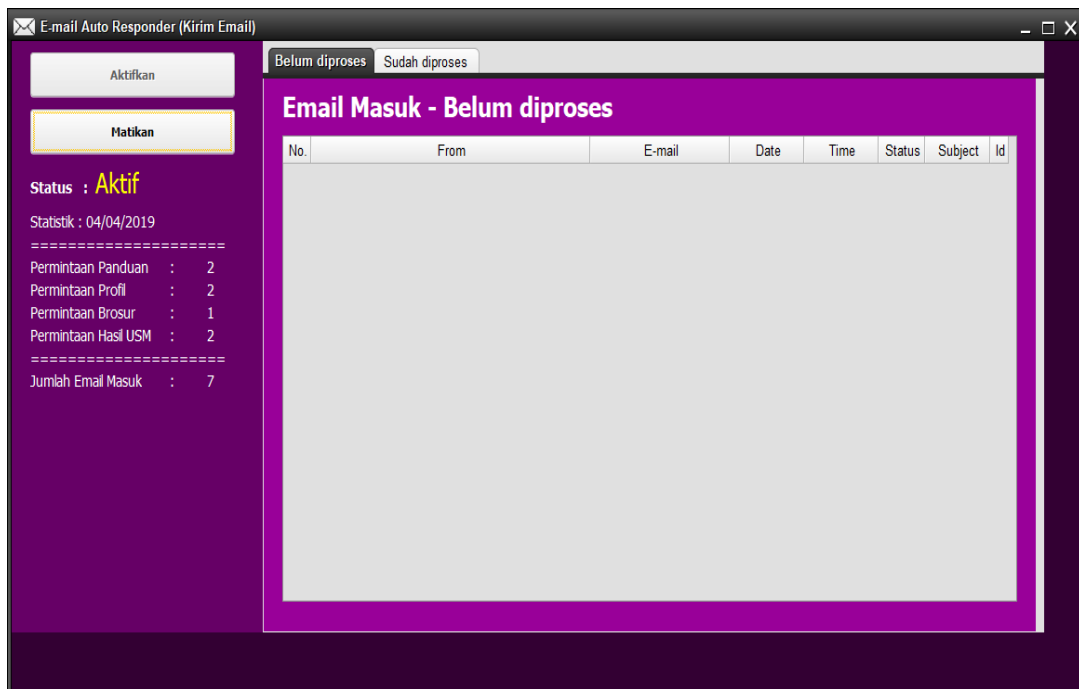 E-mail Auto Responder (Kirim Email)
Aktifkan
Matikan
Status : Aktif
Statistik : 04/04/2019
======================
Permintaan Panduan : 2
Permintaan Profil : 2
Permintaan Brosur : 1
Permintaan Hasil USM : 2
======================
Jumlah Email Masuk : 7
Belum diproses Sudah diproses
Email Masuk - Belum diproses
No. From E-mail Date Time Status Subject Id